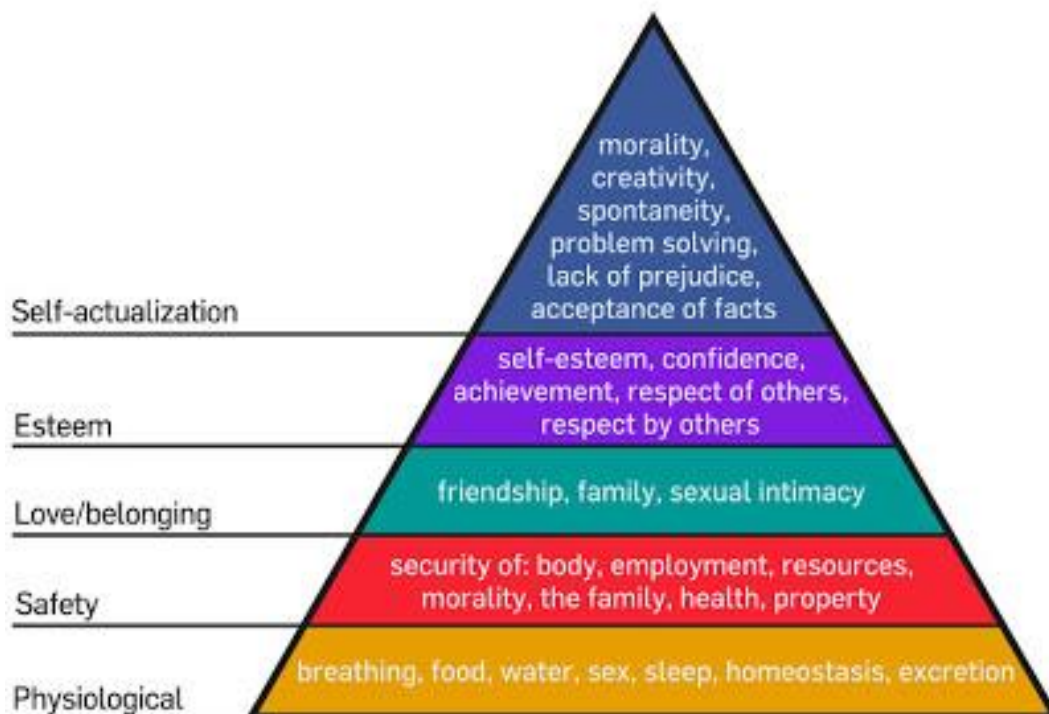 morality,
creativity,
spontaneity,
problem solving,
lack of prejudice,
acceptance of facts
Self-actualization
self-esteem, confidence,
achievement, respect of others,
respect by others
Esteem
friendship, family, sexual intimacy
Love/belonging
security of: body, employment, resources,
morality, the family, health, property
Safety
breathing, food, water, sex, sleep, homeostasis, excretion
Physiological